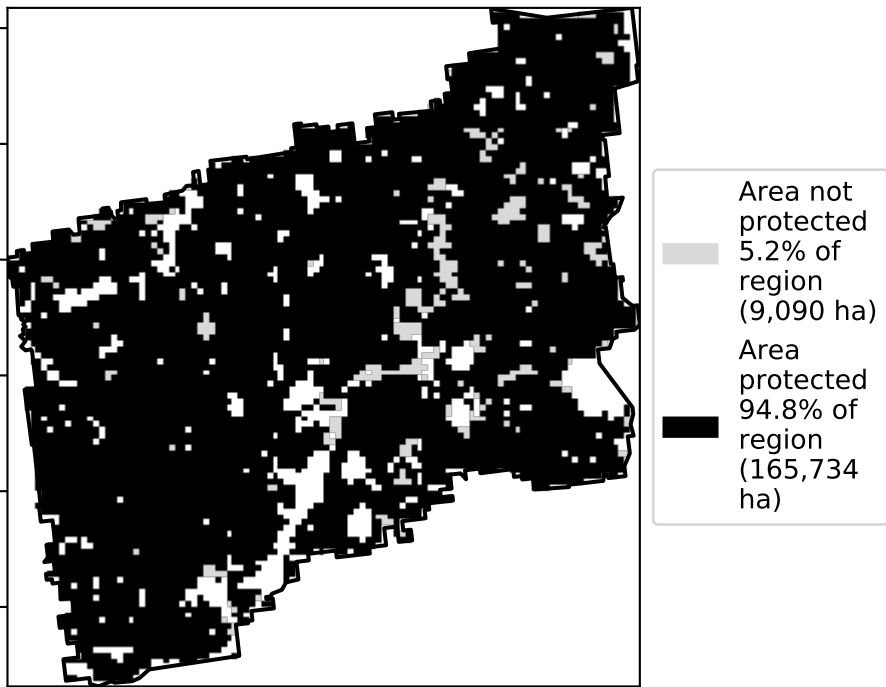 Area not
protected
5.2% of
region
(9,090 ha)
Area
protected
94.8% of
region
(165,734
ha)